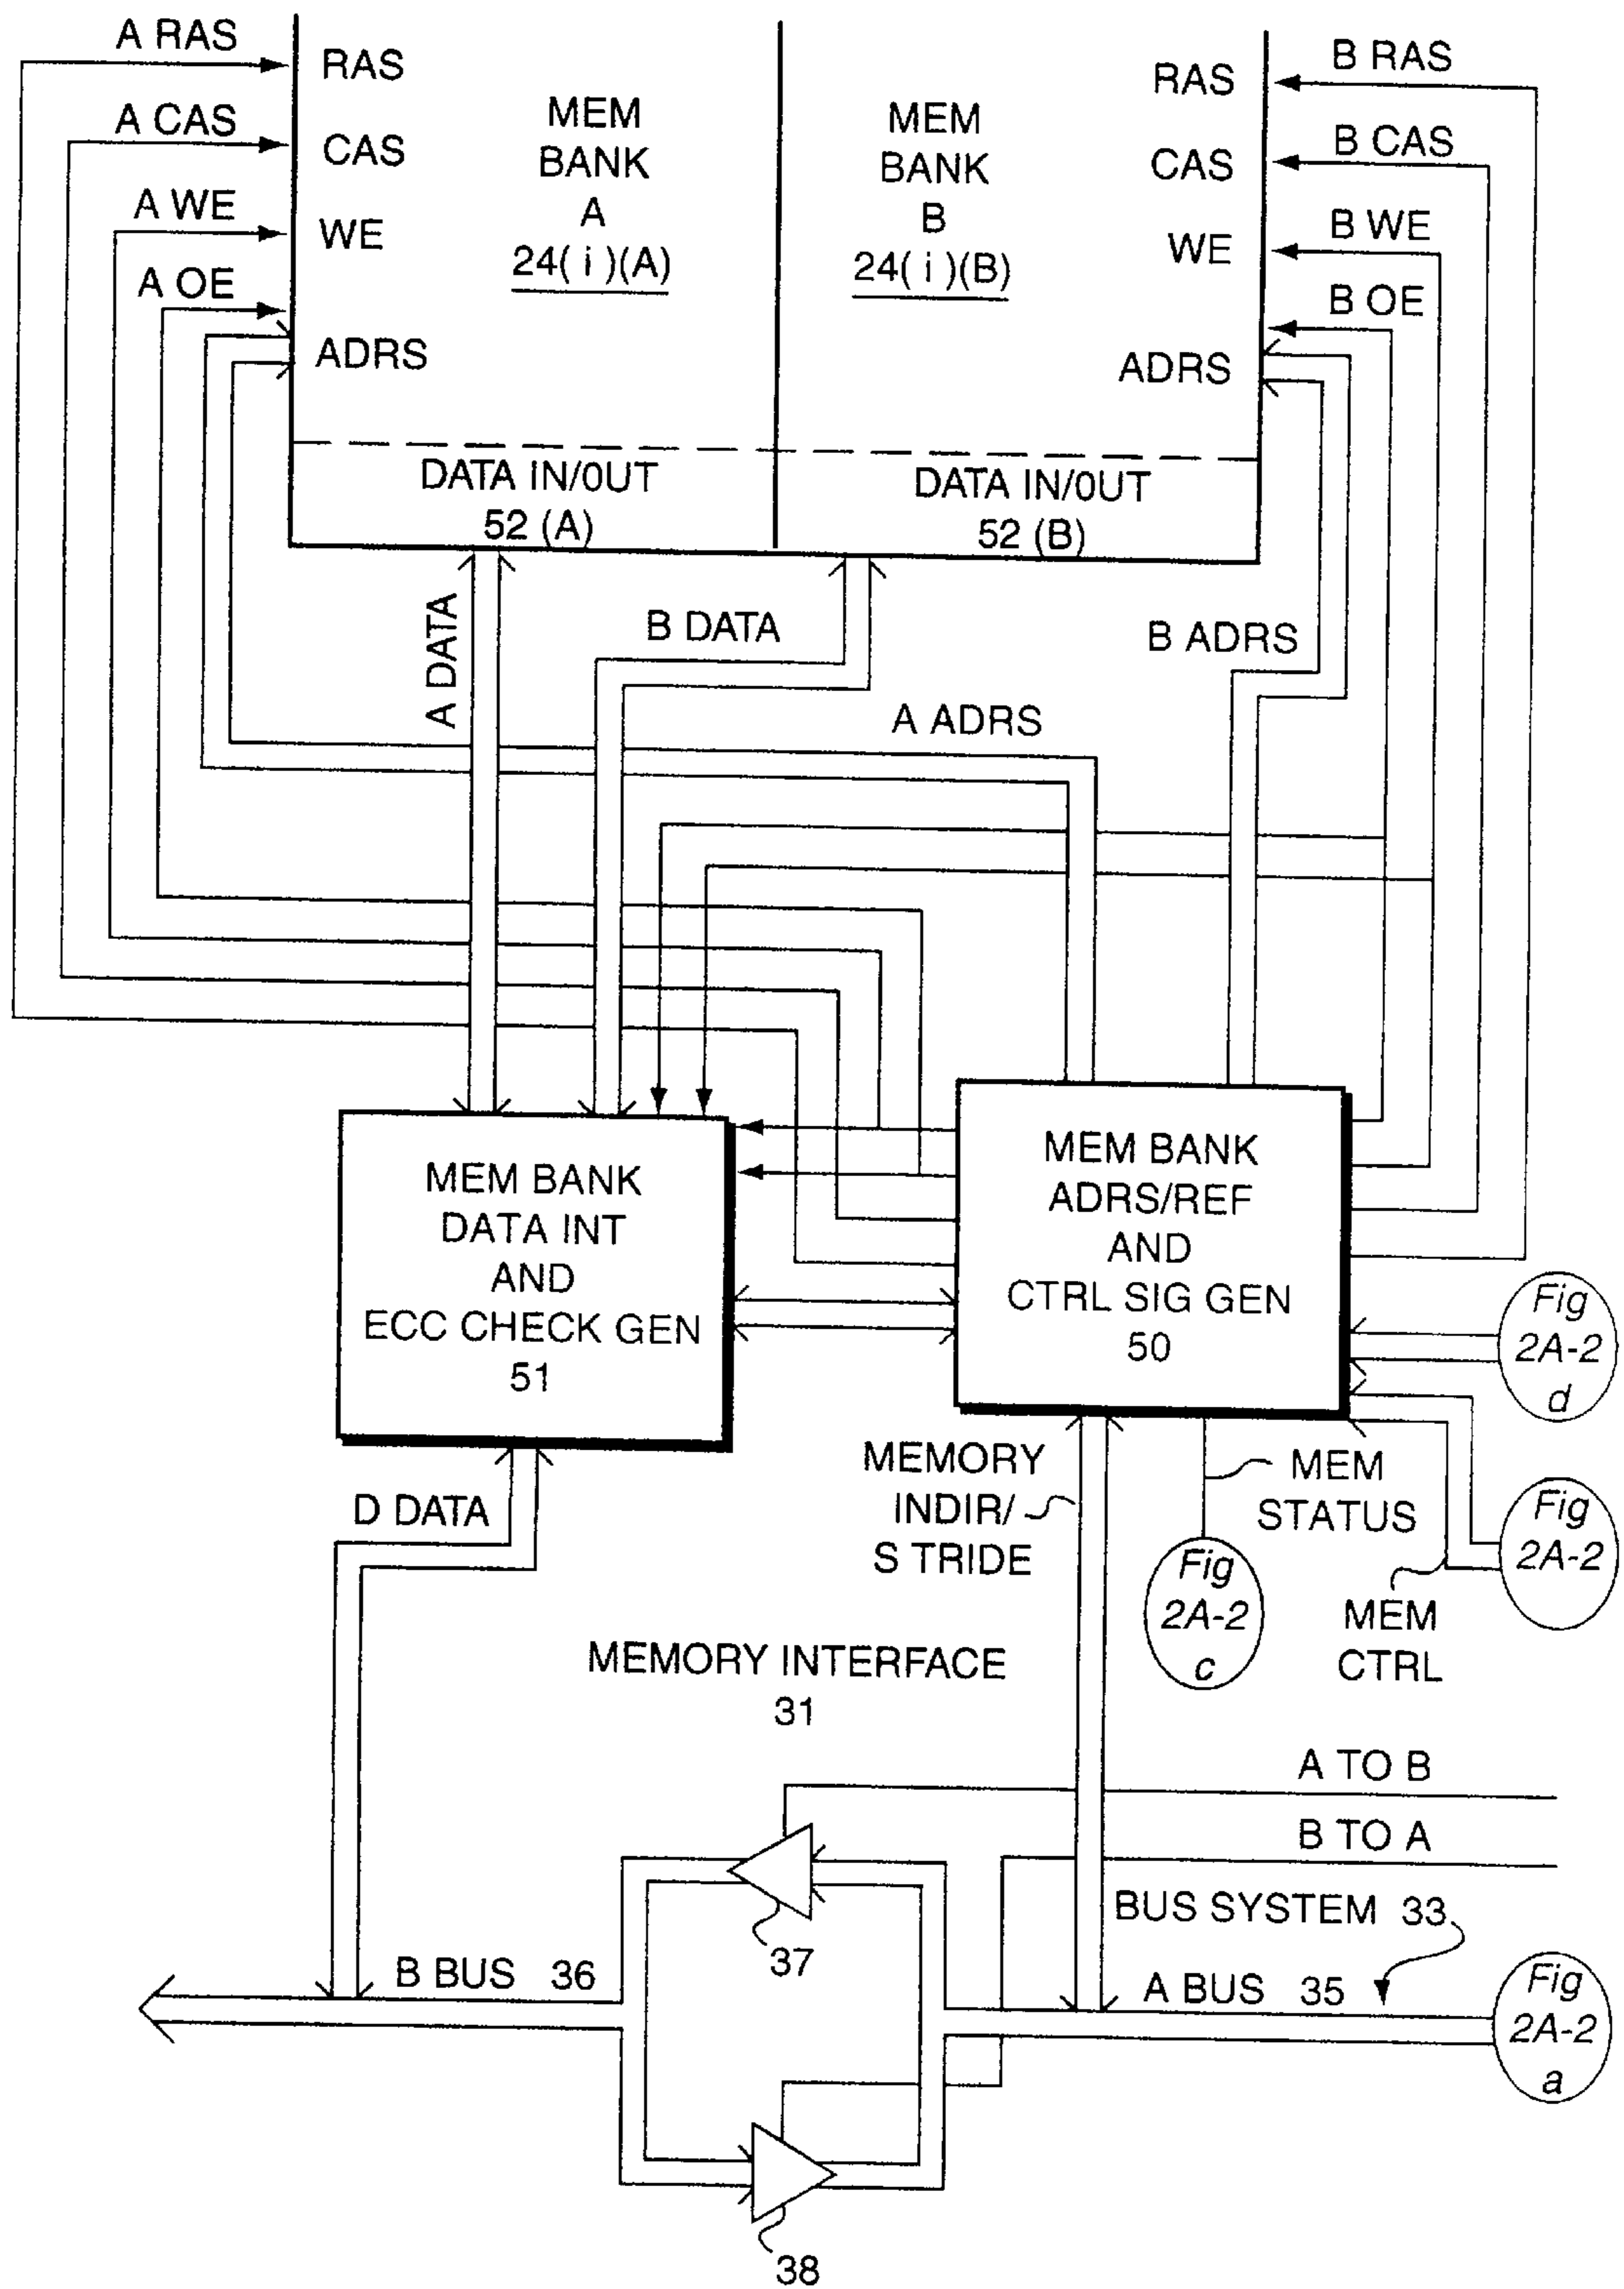 A RAS
A CAS
A WE
A OE
RAS
CAS
WE
ADRS
MEM
BANK
A
24( i )(A)
MEM
BANK
B
24( i )(B)
RAS
CAS
WE
ADRS
B RAS
B CAS
B WE
B OE
DATA IN/0UT
52 (A)
DATA IN/0UT
52 (B)
A DATA
B DATA
B ADRS
A ADRS
MEM BANK
DATA INT
AND
ECC CHECK GEN
51
MEM BANK
ADRS/REF
AND
CTRL SIG GEN
50
Fig
2A-2
d
D DATA
MEMORY
INDIR/
S TRIDE
MEM
STATUS
Fig
2A-2
Fig
2A-2
c
MEM
CTRL
MEMORY INTERFACE
31
A TO B
B TO A
BUS SYSTEM 33
37
B BUS 36
A BUS 35
Fig
2A-2
a
38